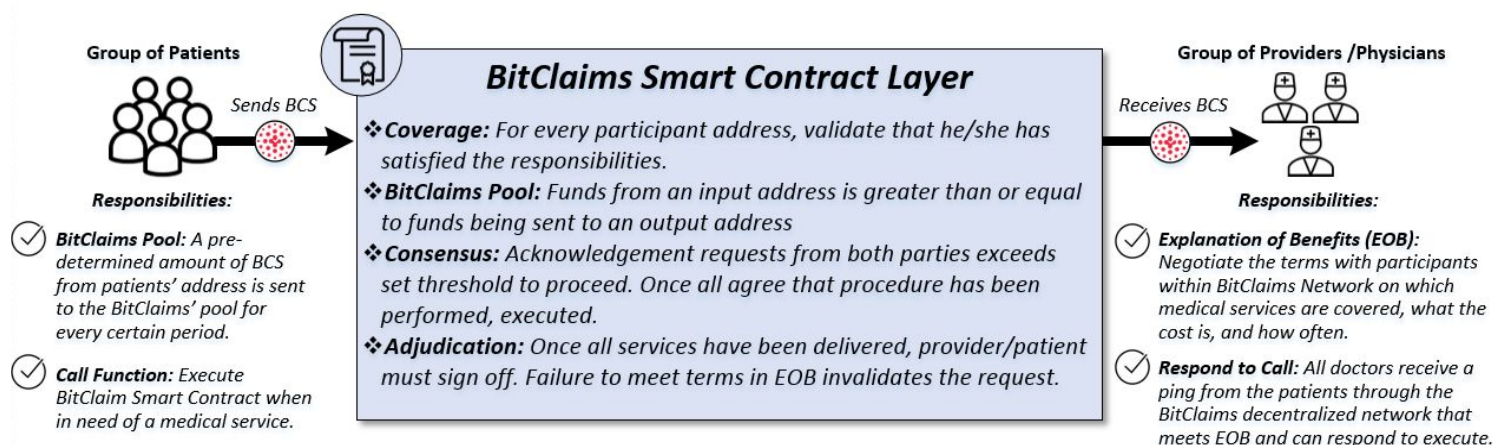 Group of Patients
Sends BCS
Responsibilities:
BitClaims Pool: A pre-
determined amount of BCS
from patients’ address is sent
to the BitClaims’ pool for
every certain period.
Call Function: Execute
BitClaim Smart Contract when
in need of a medical service.
BitClaims Smart Contract Layer
❖Coverage: For every participant address, validate that he/she has
satisfied the responsibilities.
❖BitClaims Pool: Funds from an input address is greater than or equal
to funds being sent to an output address
❖Consensus: Acknowledgement requests from both parties exceeds
set threshold to proceed. Once all agree that procedure has been
performed, executed.
❖Adjudication: Once all services have been delivered, provider/patient
must sign off. Failure to meet terms in EOB invalidates the request.
Group of Providers /Physicians
Receives BCS
Responsibilities:
Explanation of Benefits (EOB):
Negotiate the terms with participants
within BitClaims Network on which
medical services are covered, what the
cost is, and how often.
Respond to Call: All doctors receive a
ping from the patients through the
BitClaims decentralized network that
meets EOB and can respond to execute.